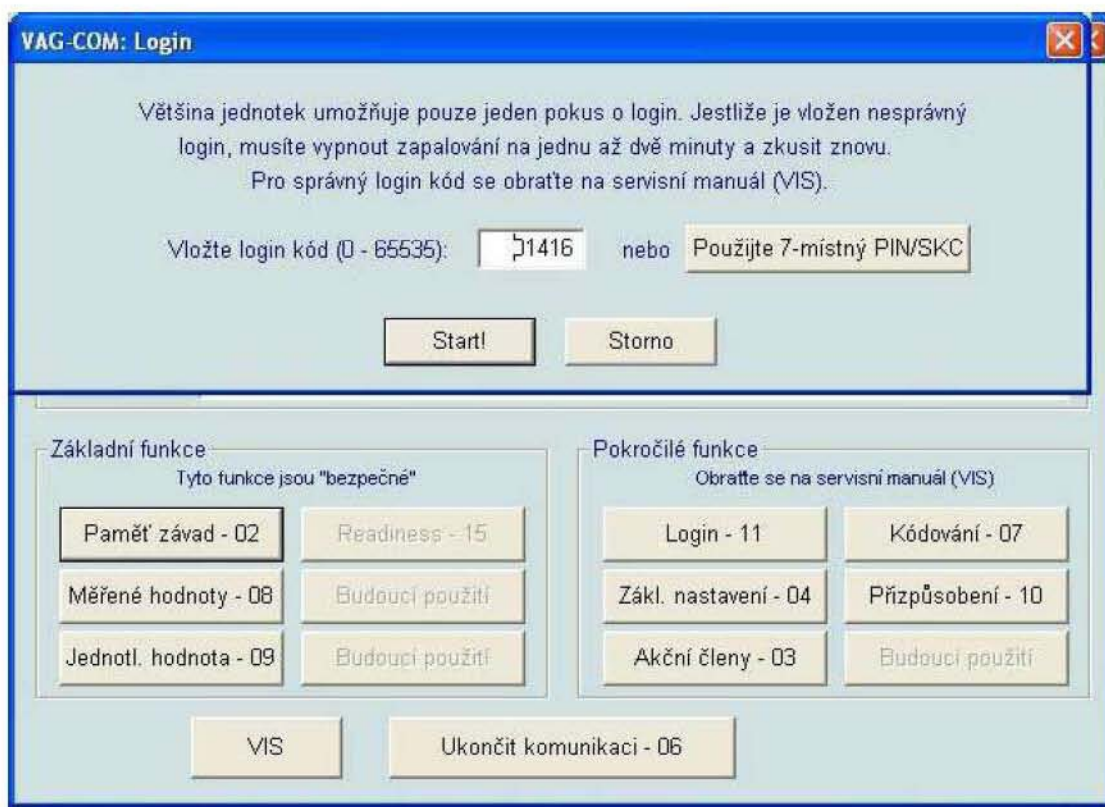 VAG-COM: Login
Většina jednotek umožňuje pouze jeden pokus o login. Jestliže je vložen nesprávný
login, musíte vypnout zapalování na jednu až dvě minuty a zkusit znovu.
Pro správný login kód se obraťte na servisní manuál (VIS).
Vložte login kód (0 - 65535): 1416 nebo Použijte 7-místný PIN/SKC
Start! Storno
Základní funkce
Tyto funkce jsou "bezpečné"
Paměť závad - 02 Readiness - 15
Měřené hodnoty - 08 Budoucí použití
Jednotl. hodnota - 09 Budoucí použití
Pokročilé funkce
Obraťte se na servisní manuál (VIS)
Login - 11 Kódování - 07
Zákl. nastavení - 04 Přizpůsobení - 10
Akční členy - 03 Budoucí použití
VIS Ukončit komunikaci - 06